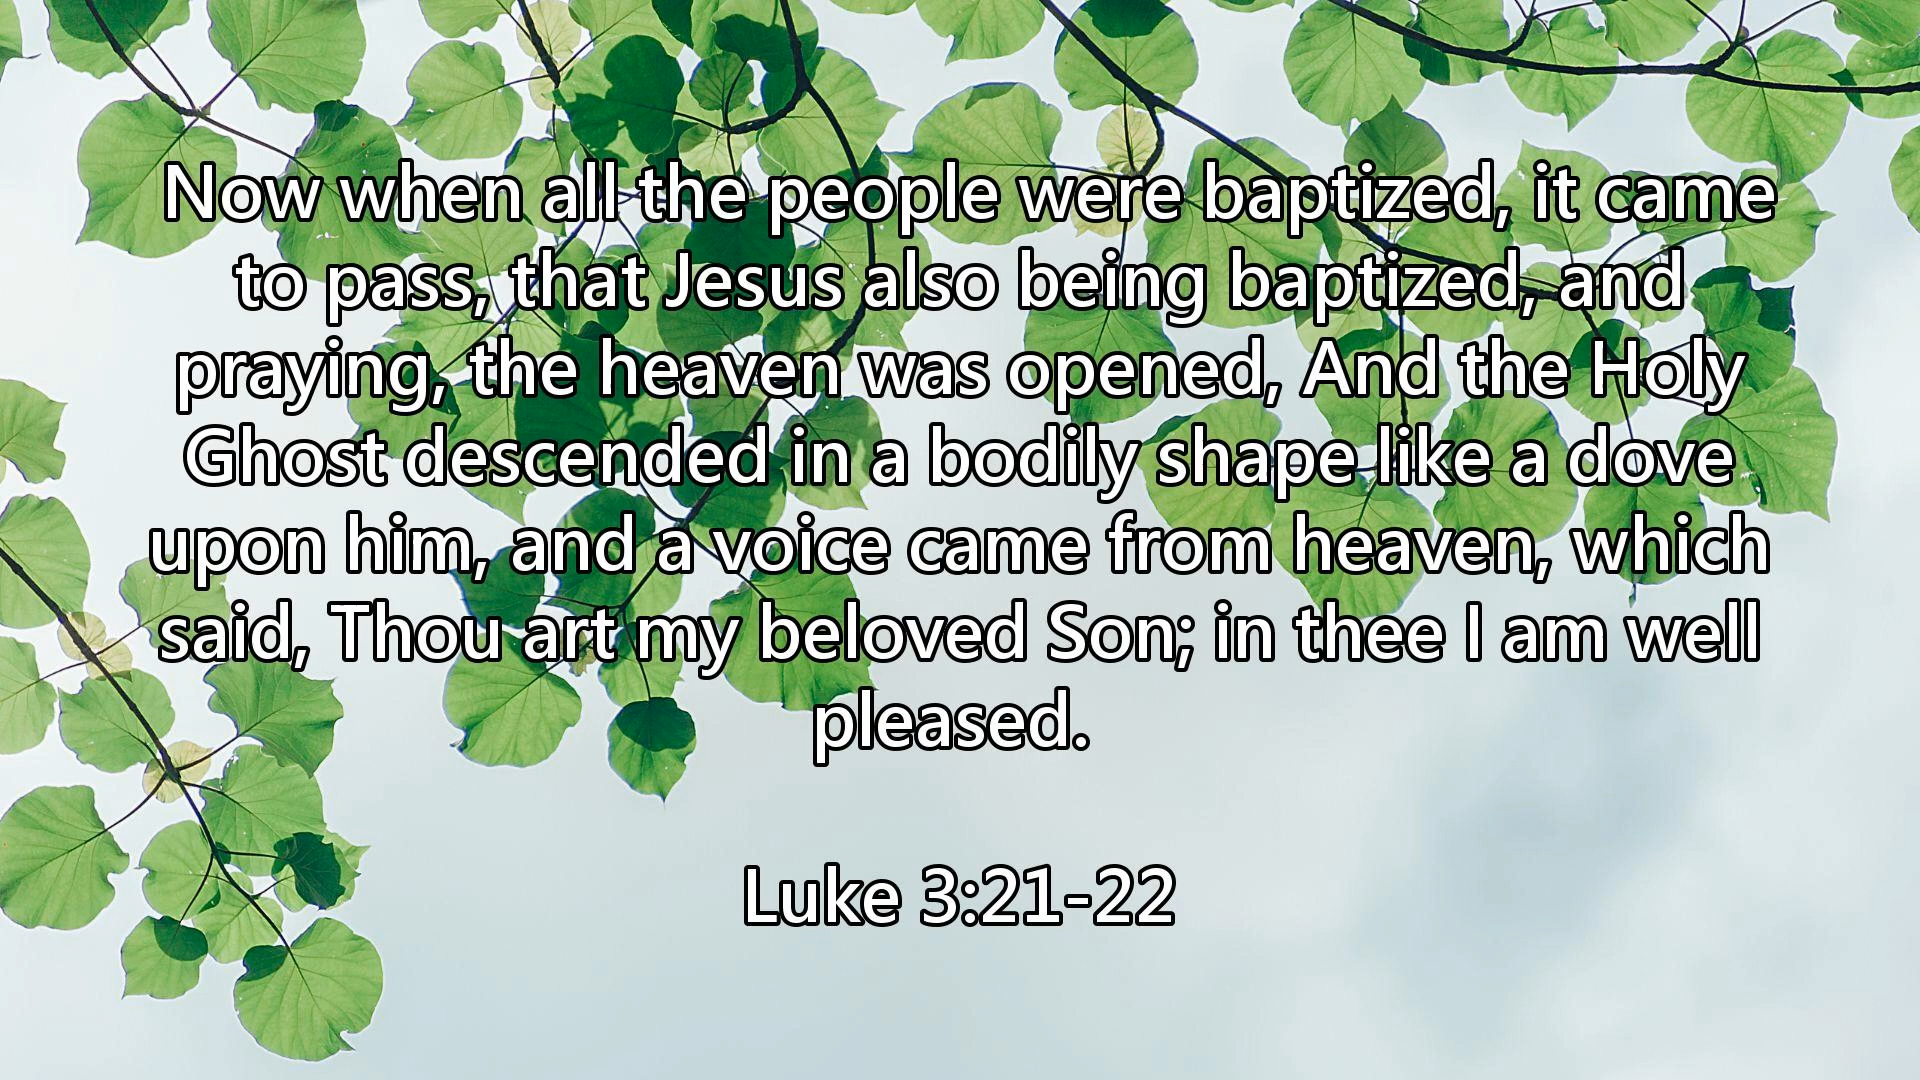 Now when all the people were baptized, it came
to pass, that Jesus also being baptized, and
praying, the heaven was opened, And the Holy
Ghost descended in a bodily shape like a dove
upon him, and a voice came from heaven, which
said, Thou art my beloved Son; in thee I am well
pleased.
Luke 3:21-22